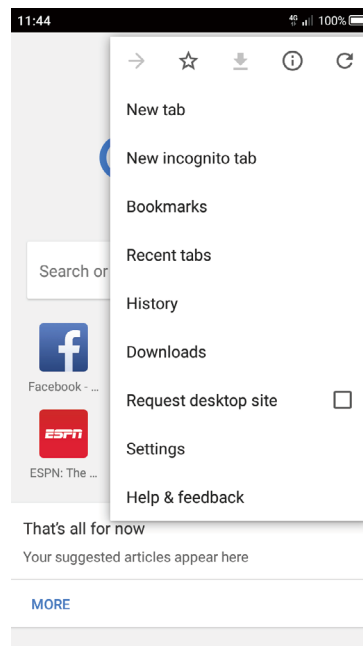 11:44
4G
100%
New tab
New incognito tab
Bookmarks
Recent tabs
History
Downloads
Request desktop site
Settings
Help & feedback
Search or
f
Facebook - ...
ESPN
ESPN: The ...
That's all for now
Your suggested articles appear here
MORE